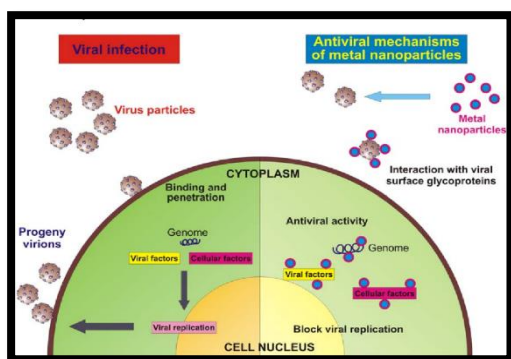 Viral infection
Antiviral mechanisms
of metal nanoparticles
Virus particles
Metal
nanoparticles
Interaction with viral
surface glycoproteins
CYTOPLASM
Binding and
penetration
Genome
Viral factors
Cellular factors
Progeny
virions
Viral replication
Antiviral activity
Genome
Viral factors
Cellular factors
Block viral replication
CELL NUCLEUS